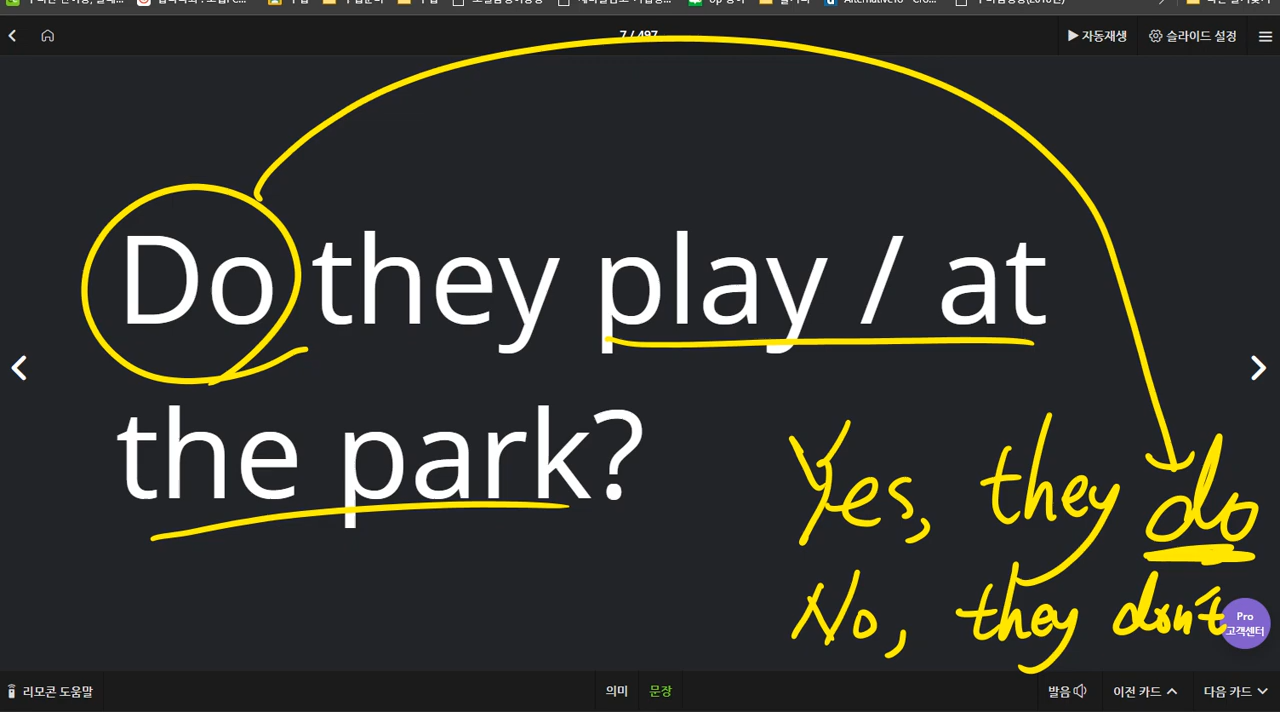 7 / 497
자동재생
슬라이드 설정
Do they play / at
the park?
Yes, they do
No, they don't
Pro
고객센터
리모콘 도움말
의미
문장
발음
이전 카드
다음 카드